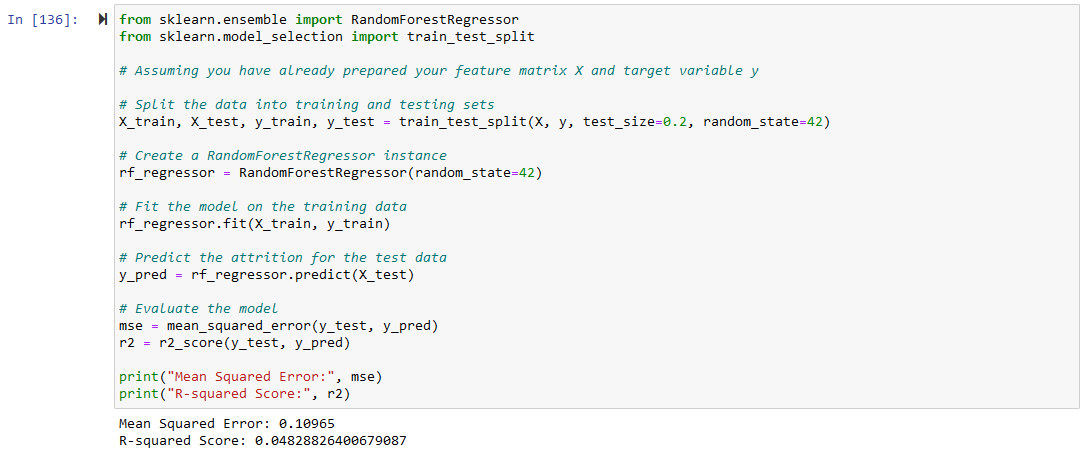 In [136]:
from sklearn.ensemble import RandomForestRegressor
from sklearn.model_selection import train_test_split
# Assuming you have already prepared your feature matrix X and target variable y
# Split the data into training and testing sets
X_train, X_test, y_train, y_test = train_test_split(X, y, test_size=0.2, random_state=42)
# Create a RandomForestRegressor instance
rf_regressor = RandomForestRegressor(random_state=42)
# Fit the model on the training data
rf_regressor.fit(X_train, y_train)
# Predict the attrition for the test data
y_pred = rf_regressor.predict(X_test)
# Evaluate the model
mse = mean_squared_error(y_test, y_pred)
r2 = r2_score(y_test, y_pred)
print("Mean Squared Error:", mse)
print("R-squared Score:", r2)
Mean Squared Error: 0.10965
R-squared Score: 0.04828826400679087